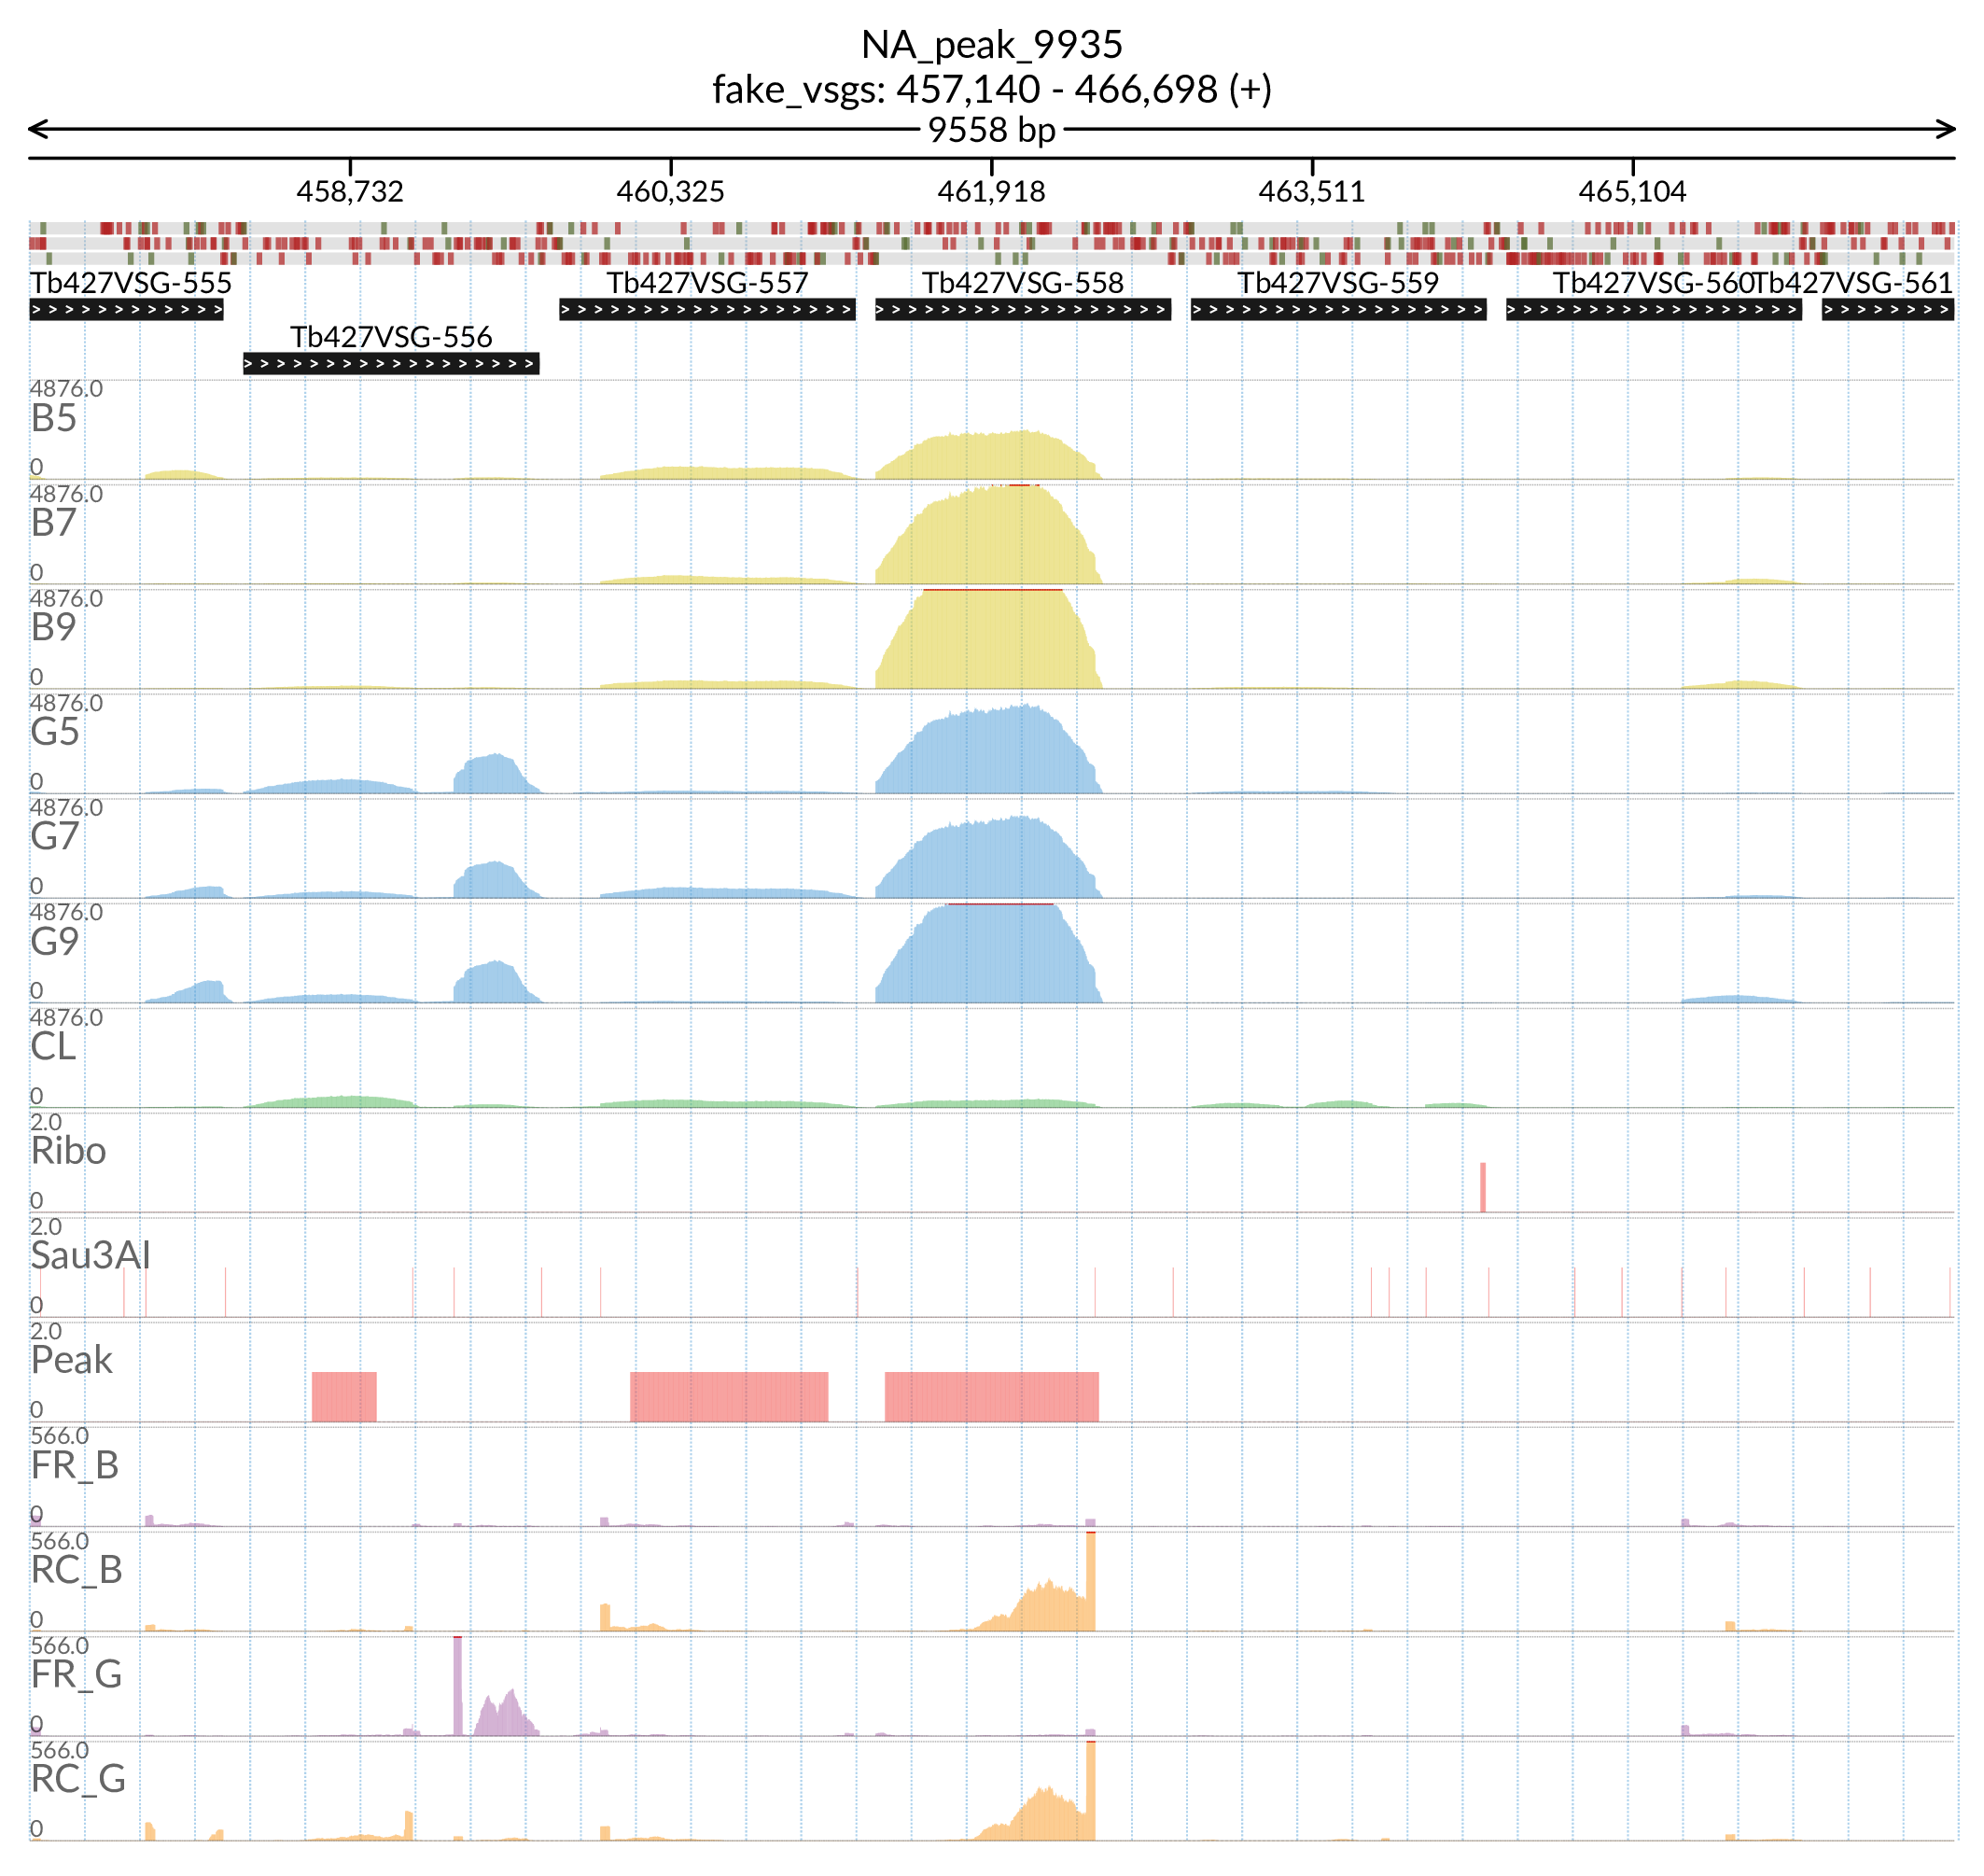 NA_peak_9935
fake_vsgs: 457,140 - 466,698 (+)
9558 bp
458,732 460,325 461,918 463,511 465,104
Tb427VSG-555 Tb427VSG-557 Tb427VSG-558 Tb427VSG-559 Tb427VSG-560 Tb427VSG-561
Tb427VSG-556
4876.0
B5
0
4876.0
B7
0
4876.0
B9
0
4876.0
G5
0
4876.0
G7
0
4876.0
G9
0
4876.0
CL
0
2.0
Ribo
0
2.0
Sau3AI
0
2.0
Peak
0
566.0
FR_B
0
566.0
RC_B
0
566.0
FR_G
0
566.0
RC_G
0